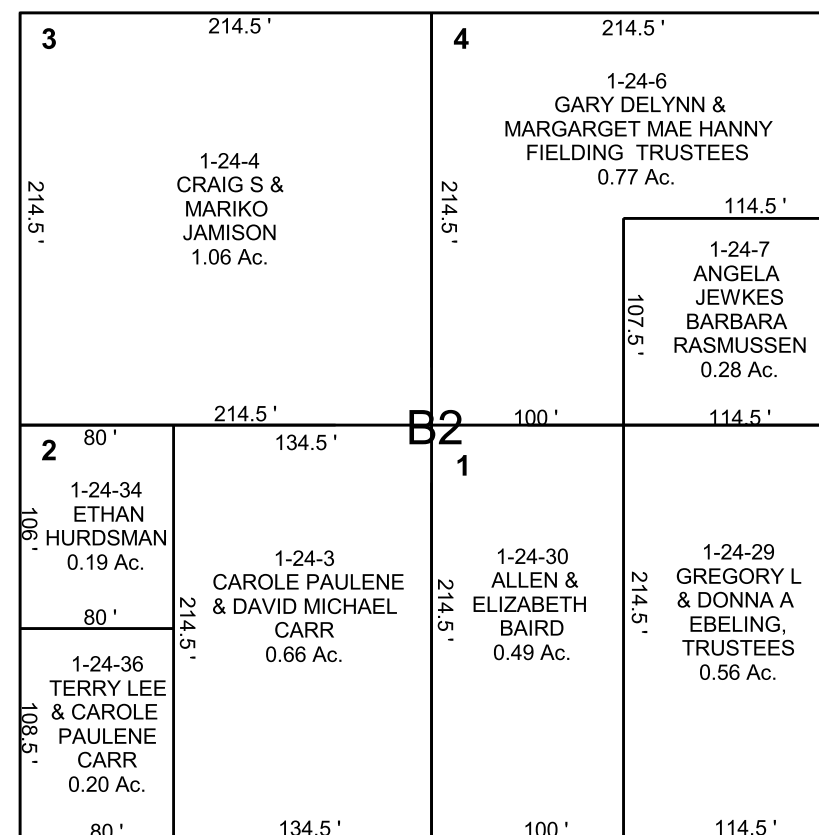 214.5 '
3
1-24-4
CRAIG S &
MARIKO
JAMISON
1.06 Ac.
214.5 '
214.5 '
214.5 '
4
1-24-6
GARY DELYNN &
MARGARGET MAE HANNY
FIELDING TRUSTEES
0.77 Ac.
214.5 '
114.5 '
1-24-7
ANGELA
JEWKES
BARBARA
RASMUSSEN
0.28 Ac.
107.5 '
100 '
114.5 '
B2
80 '
2
1-24-34
ETHAN
HURDSMAN
0.19 Ac.
106 '
80 '
1-24-36
TERRY LEE
& CAROLE
PAULENE
CARR
0.20 Ac.
108.5 '
80 '
134.5 '
1-24-3
CAROLE PAULENE
& DAVID MICHAEL
CARR
0.66 Ac.
214.5 '
134.5 '
1
1-24-30
ALLEN &
ELIZABETH
BAIRD
0.49 Ac.
214.5 '
100 '
1-24-29
GREGORY L
& DONNA A
EBELING,
TRUSTEES
0.56 Ac.
214.5 '
114.5 '